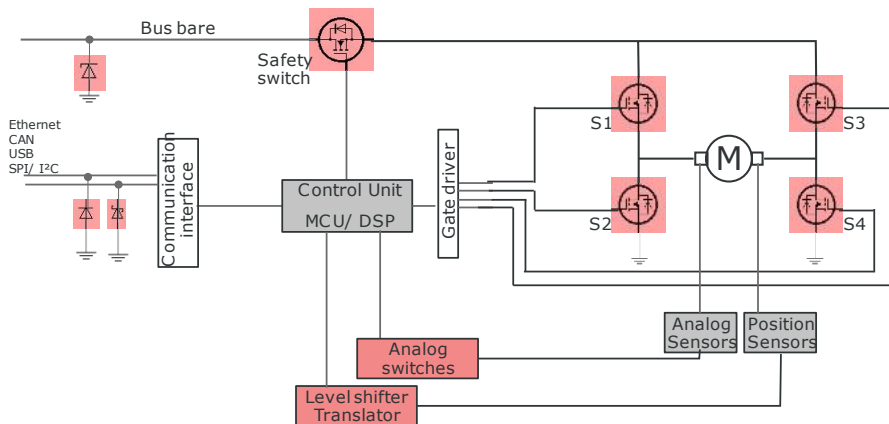 Bus bare
Safety
switch
Ethernet
CAN
USB
SPI/ I²C
Communication
interface
Control Unit
MCU/ DSP
Gate driver
S1
S3
M
S2
S4
Analog
Sensors
Position
Sensors
Analog
switches
Level shifter
Translator